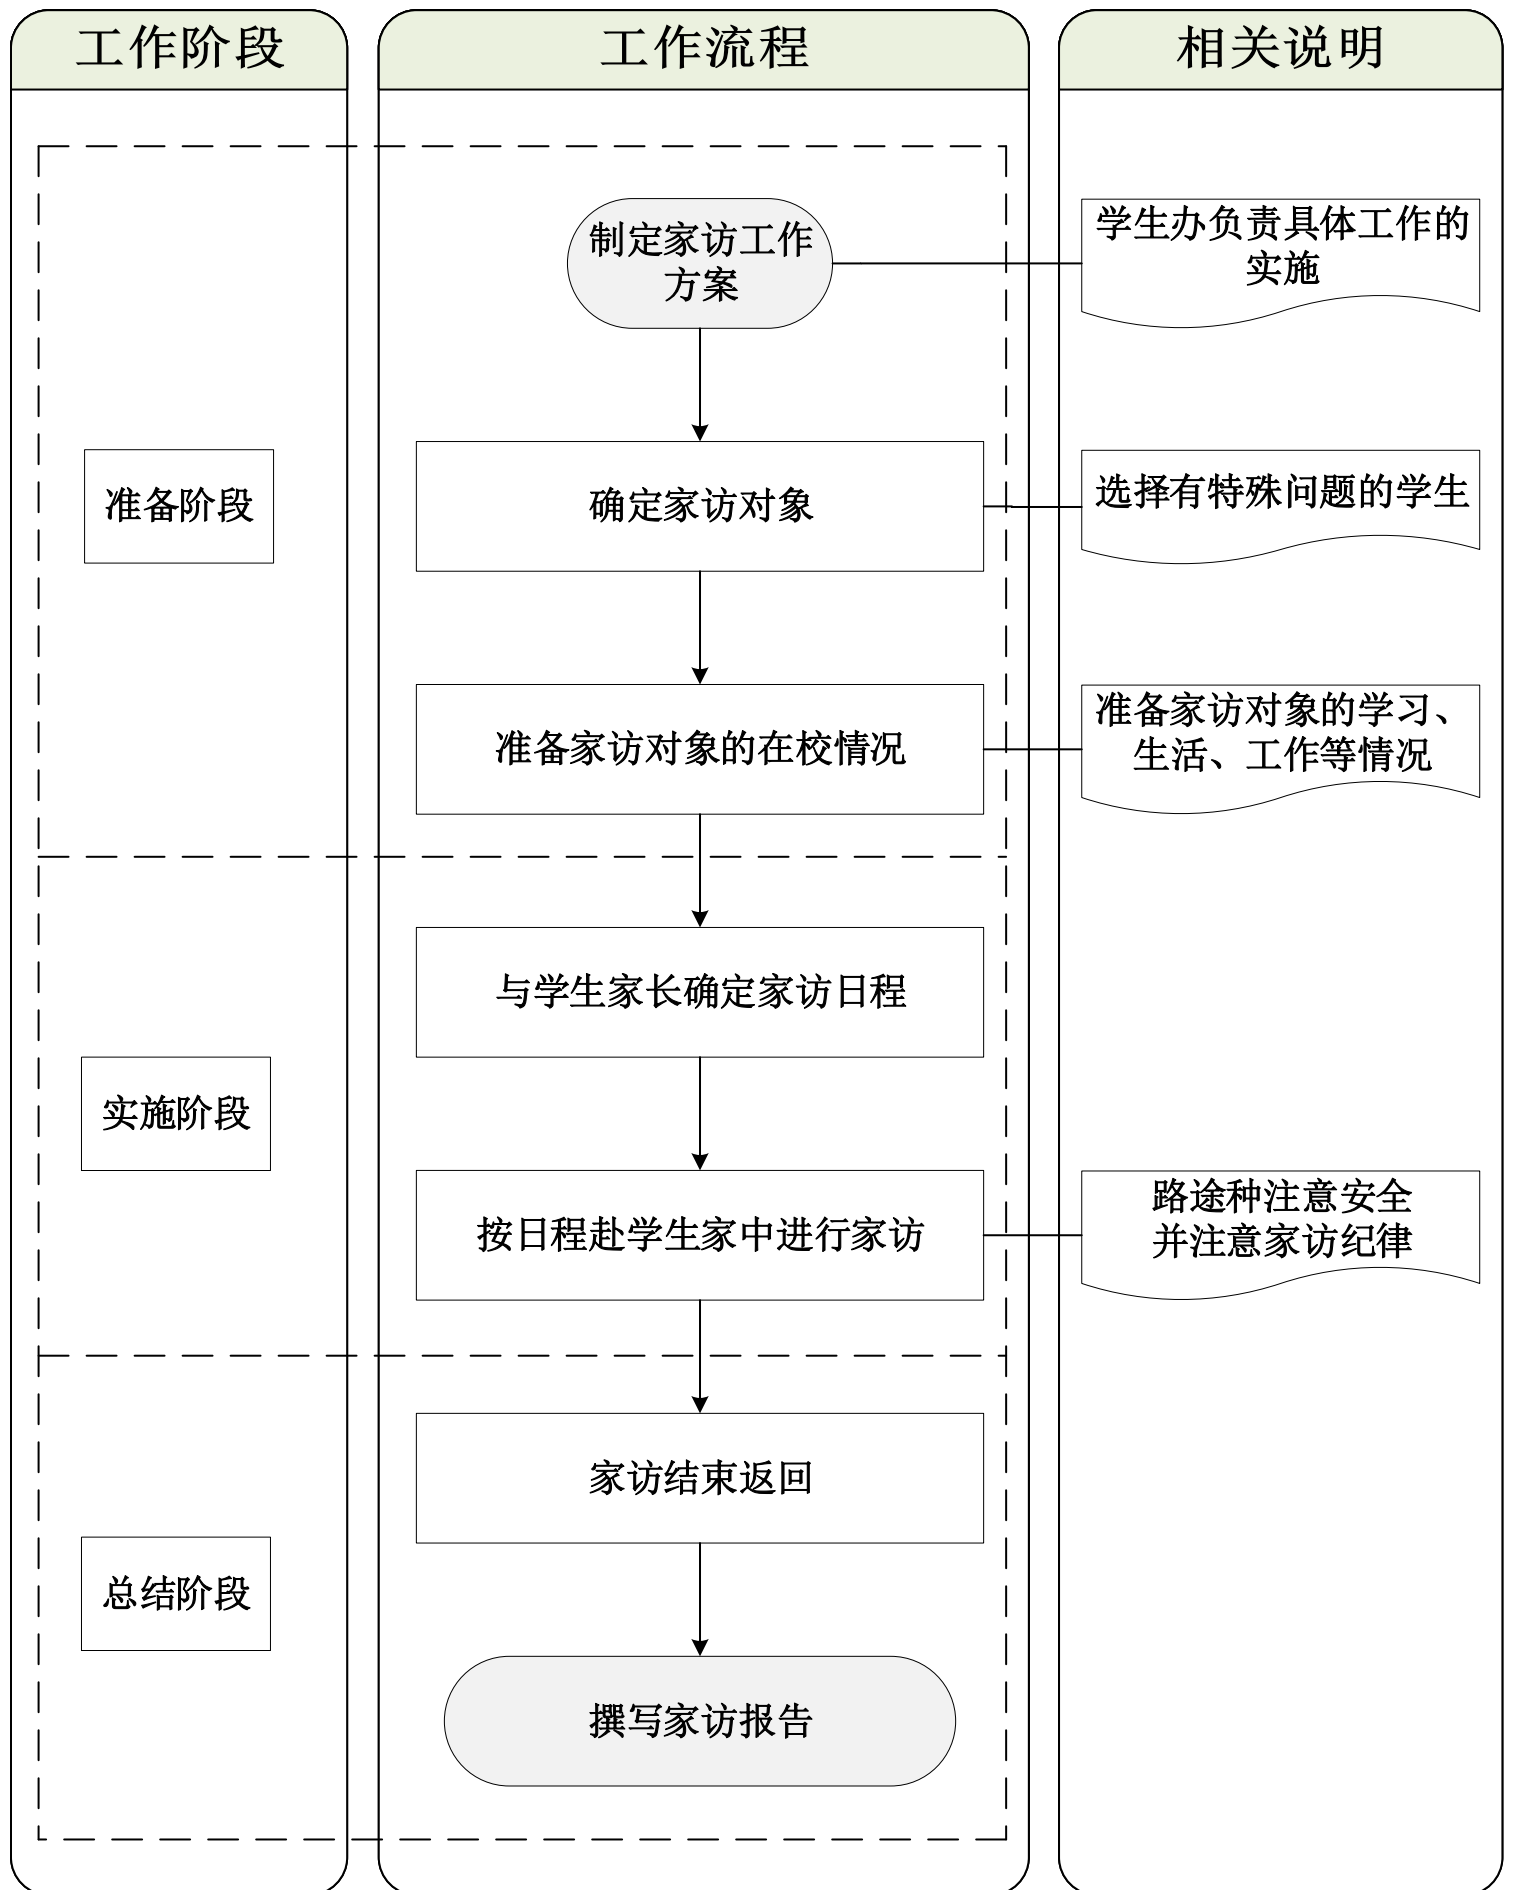 工作阶段
工作流程
相关说明
制定家访工作
方案
学生办负责具体工作的
实施
准备阶段
确定家访对象
选择有特殊问题的学生
准备家访对象的在校情况
准备家访对象的学习、
生活、工作等情况
与学生家长确定家访日程
实施阶段
按日程赴学生家中进行家访
路途种注意安全
并注意家访纪律
家访结束返回
总结阶段
撰写家访报告